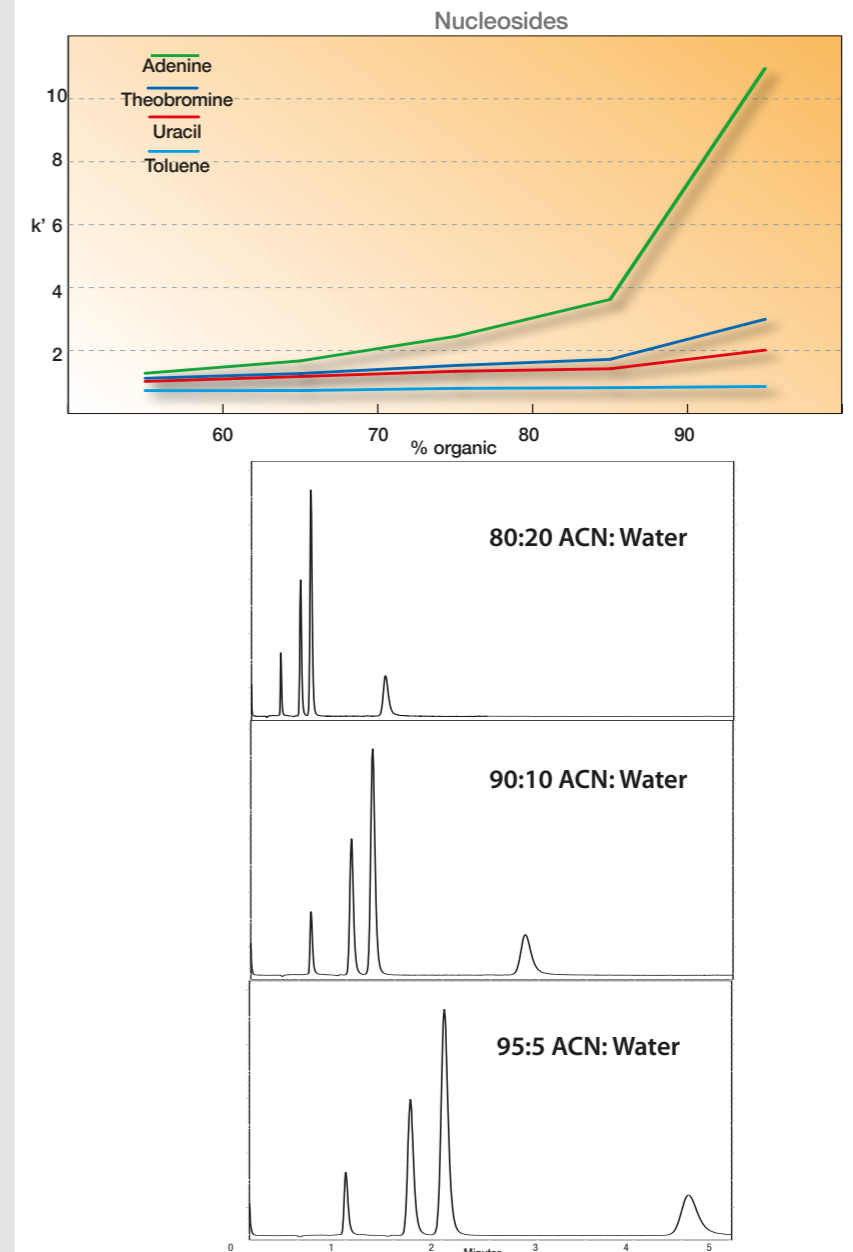 Nucleosides
Adenine
Theobromine
Uracil
Toluene
10
8
k’ 6
4
2
60 70 80 90
% organic
80:20 ACN: Water
90:10 ACN: Water
95:5 ACN: Water
0 1 2 3 4 5
Minutes